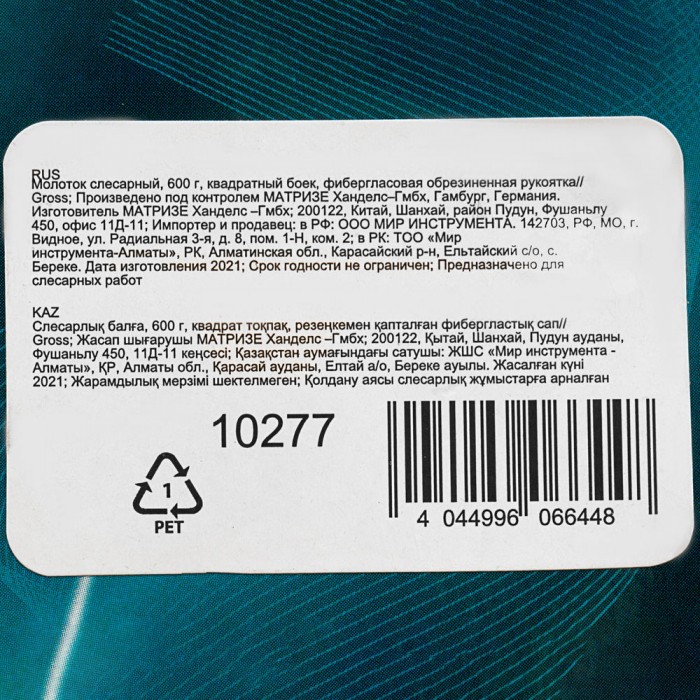 RUS
Молоток слесарный, 600 г, квадратный боек, фибергласовая обрезиненная рукоятка//
Gross; Произведено под контролем МАТРИЗЕ Ханделс–Гмбх, Гамбург, Германия.
Изготовитель МАТРИЗЕ Ханделс –Гмбх; 200122, Китай, Шанхай, район Пудун, Фушаньлу
450, офис 11Д-11; Импортер и продавец: в РФ: ООО МИР ИНСТРУМЕНТА. 142703, РФ, МО, г.
Видное, ул. Радиальная 3-я, д. 8, пом. 1-Н, ком. 2; в РК: ТОО «Мир
инструмента-Алматы», РК, Алматинская обл., Карасайский р-н, Ельтайский с/о, с.
Береке. Дата изготовления 2021; Срок годности не ограничен; Предназначено для
слесарных работ
KAZ
Слесарлық балға, 600 г, квадрат тоқпақ, резеңкемен қапталған фибергластық сап//
Gross; Жасап шығарушы МАТРИЗЕ Ханделс –Гмбх; 200122, Қытай, Шанхай, Пудун ауданы,
Фушаньлу 450, 11Д-11 кеңсесі; Қазақстан аумағындағы сатушы: ЖШС «Мир инструмента -
Алматы», ҚР, Алматы обл., Қарасай ауданы, Елтай а/о, Береке ауылы. Жасалған күні
2021; Жарамдылық мерзімі шектелмеген; Қолдану аясы слесарлық жұмыстарға арналған
10277
1
PET
4 044996 066448